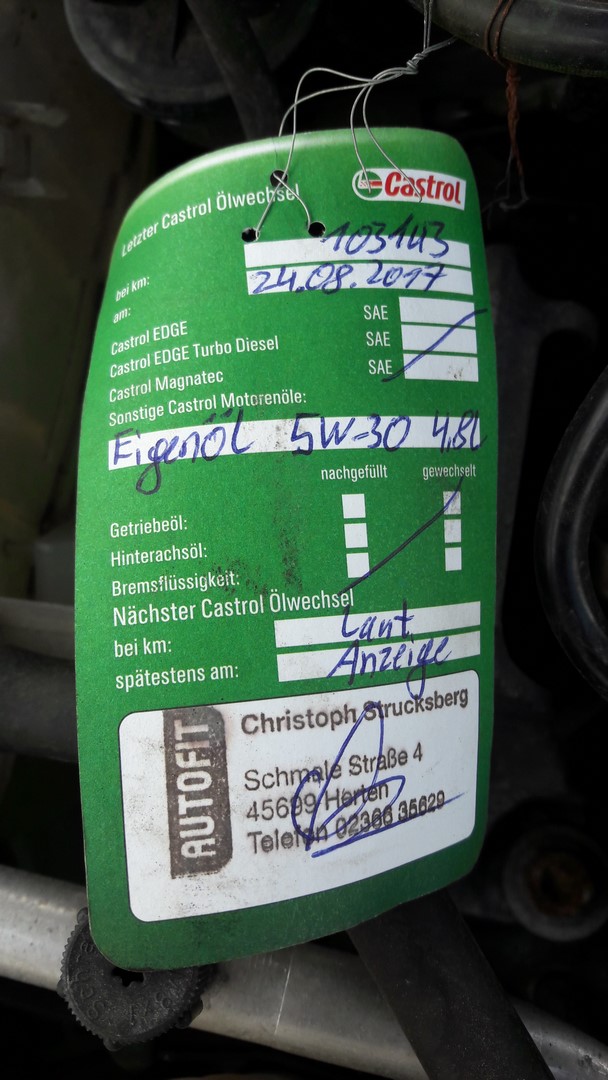 Castrol
Letzter Castrol Ölwechsel
bei km: 103143
am: 24.08.2017
Castrol EDGE SAE
Castrol EDGE Turbo Diesel SAE
Castrol Magnatec SAE
Sonstige Castrol Motorenöle:
Eigenöl 5W-30 4,8L
nachgefüllt gewechselt
Getriebeöl:
Hinterachsöl:
Bremsflüssigkeit:
Nächster Castrol Ölwechsel
bei km: Laut
spätestens am: Anzeige
AUTOFIT
Christoph Strucksberg
Schmale Straße 4
45699 Herten
Telefon 02366 35629